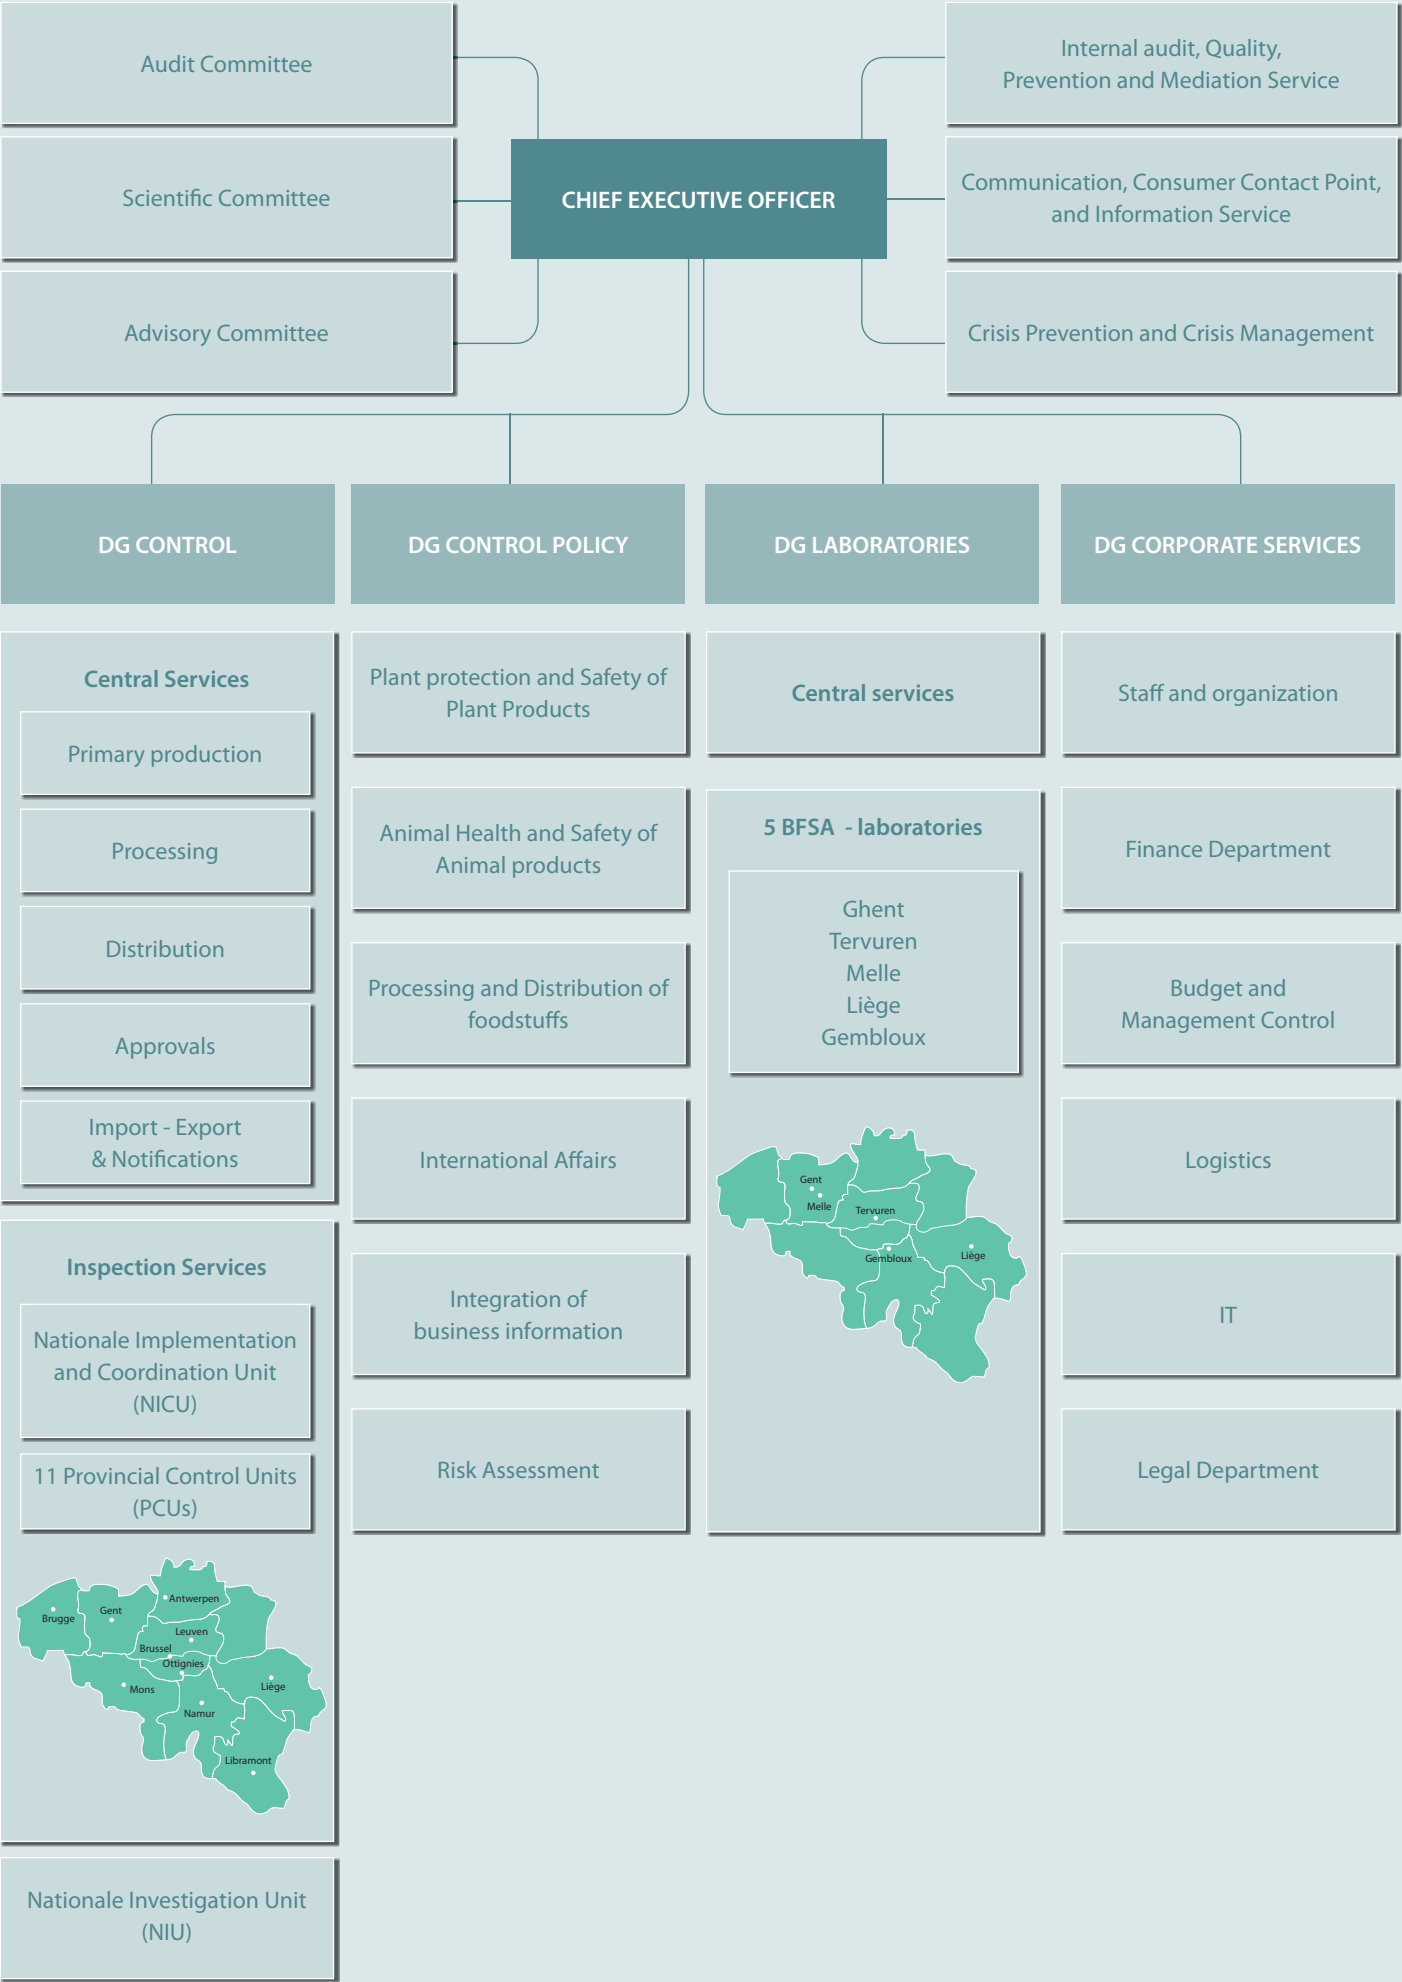 Audit Committee
Scientific Committee
Advisory Committee
CHIEF EXECUTIVE OFFICER
Internal audit, Quality,
Prevention and Mediation Service
Communication, Consumer Contact Point,
and Information Service
Crisis Prevention and Crisis Management
DG CONTROL
Central Services
Primary production
Processing
Distribution
Approvals
Import - Export
& Notifications
Inspection Services
Nationale Implementation
and Coordination Unit
(NICU)
11 Provincial Control Units
(PCUs)
Antwerpen
Brugge
Gent
Leuven
Brussel
Ottignies
Mons
Liège
Namur
Libramont
Nationale Investigation Unit
(NIU)
DG CONTROL POLICY
Plant protection and Safety of
Plant Products
Animal Health and Safety of
Animal products
Processing and Distribution of
foodstuffs
International Affairs
Integration of
business information
Risk Assessment
DG LABORATORIES
Central services
5 BFSA - laboratories
Ghent
Tervuren
Melle
Liège
Gembloux
Gent
Melle
Tervuren
Gembloux
Liège
DG CORPORATE SERVICES
Staff and organization
Finance Department
Budget and
Management Control
Logistics
IT
Legal Department